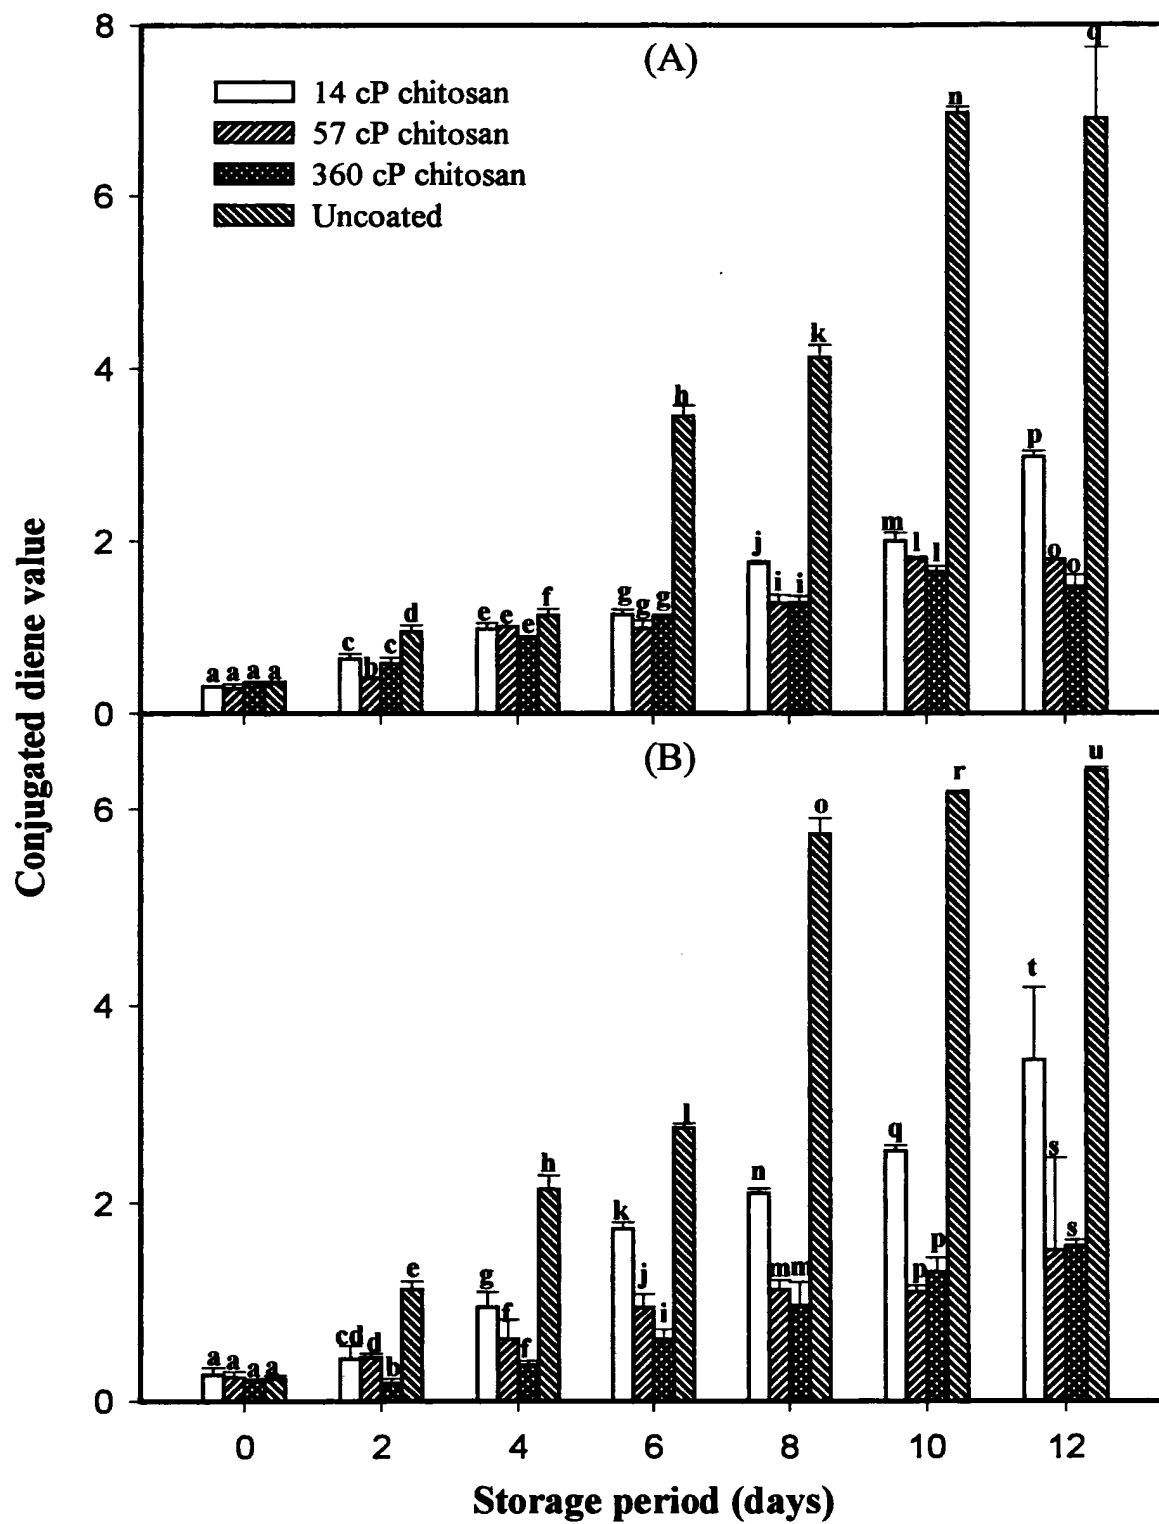 8
(A)
q
14 cP chitosan
57 cP chitosan
360 cP chitosan
Uncoated
n
6
k
4
h
p
m
2
j
l
l
o
o
i
i
g
g
g
e
e
e
f
c
b
c
d
a
a
a
a
0
Conjugated diene value
(B)
u
r
6
o
t
4
l
h
q
2
n
k
s
s
p
p
m
m
j
i
g
f
f
e
cd
d
b
a
a
a
a
0
0 2 4 6 8 10 12
Storage period (days)